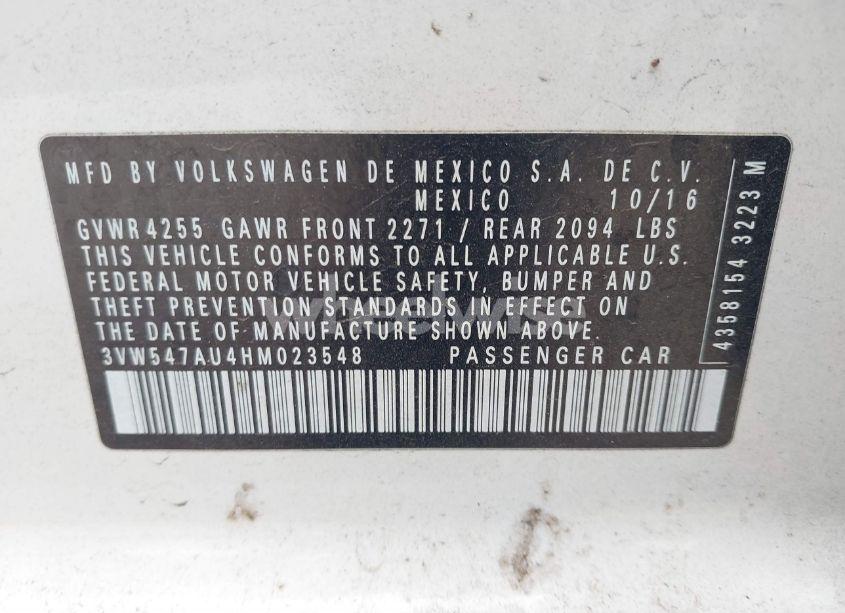 MFD BY VOLKSWAGEN DE MEXICO S.A. DE C.V.
MEXICO 10/16
GVWR4255 GAWR FRONT 2271 / REAR 2094 LBS
THIS VEHICLE CONFORMS TO ALL APPLICABLE U.S.
FEDERAL MOTOR VEHICLE SAFETY, BUMPER AND
THEFT PREVENTION STANDARDS IN EFFECT ON
THE DATE OF MANUFACTURE SHOWN ABOVE.
3VW547AU4HM023548 PASSENGER CAR
4358154 3223 M